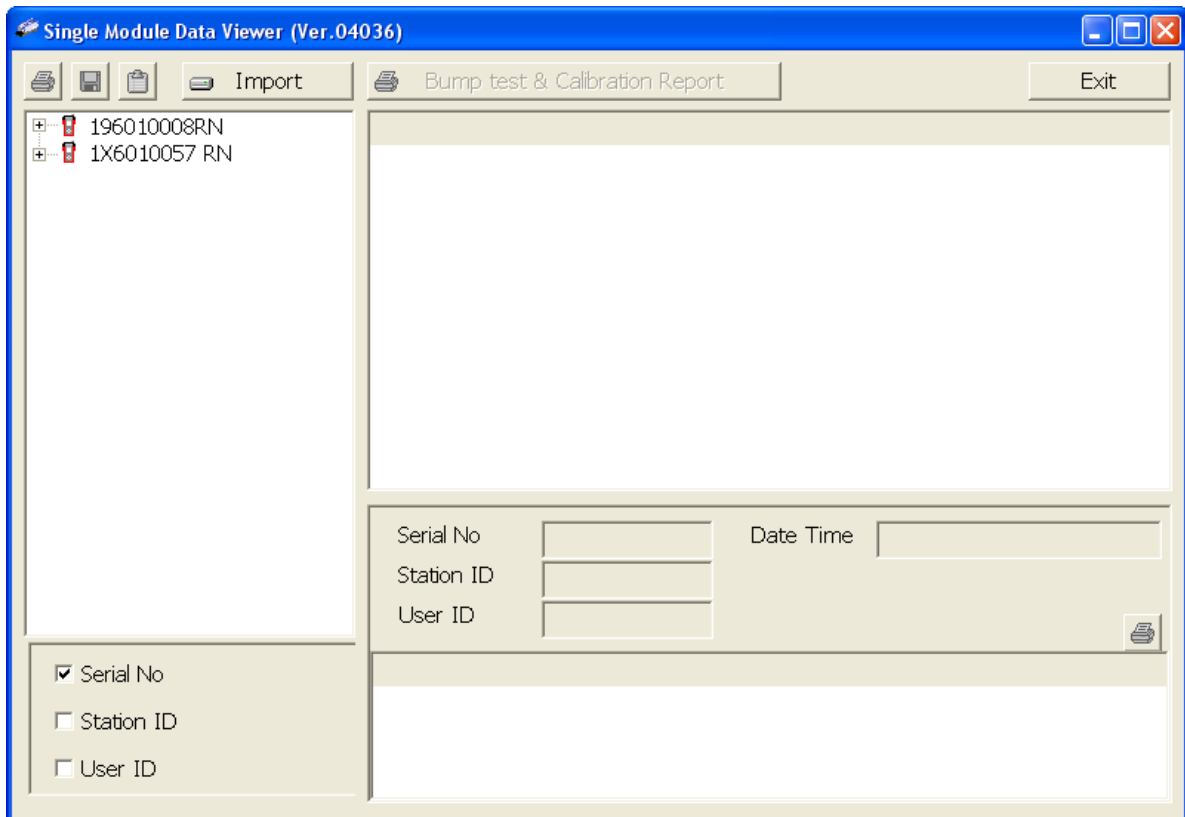 Single Module Data Viewer (Ver.04036)
Import
Bump test & Calibration Report
Exit
196010008RN
1X6010057 RN
Serial No
Date Time
Station ID
User ID
Serial No
Station ID
User ID